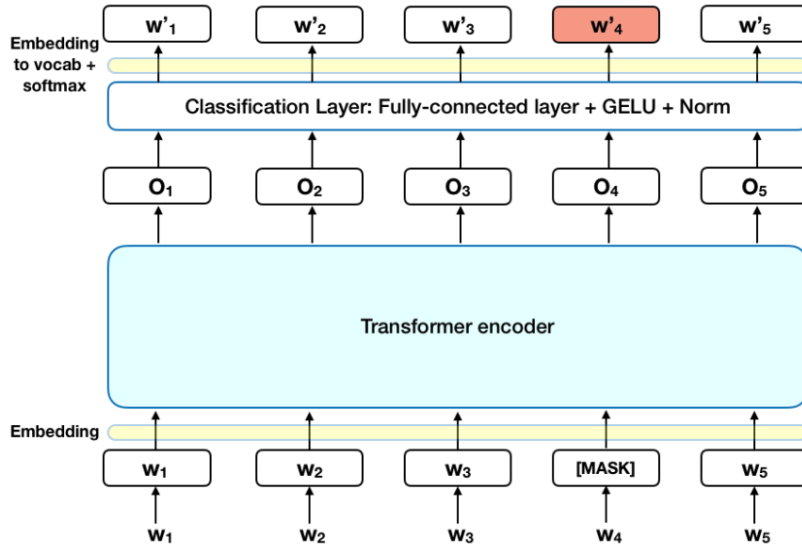 w'₁ w'₂ w'₃ w'₄ w'₅
Embedding
to vocab +
softmax
Classification Layer: Fully-connected layer + GELU + Norm
O₁ O₂ O₃ O₄ O₅
Transformer encoder
Embedding
w₁ w₂ w₃ [MASK] w₅
w₁ w₂ w₃ w₄ w₅